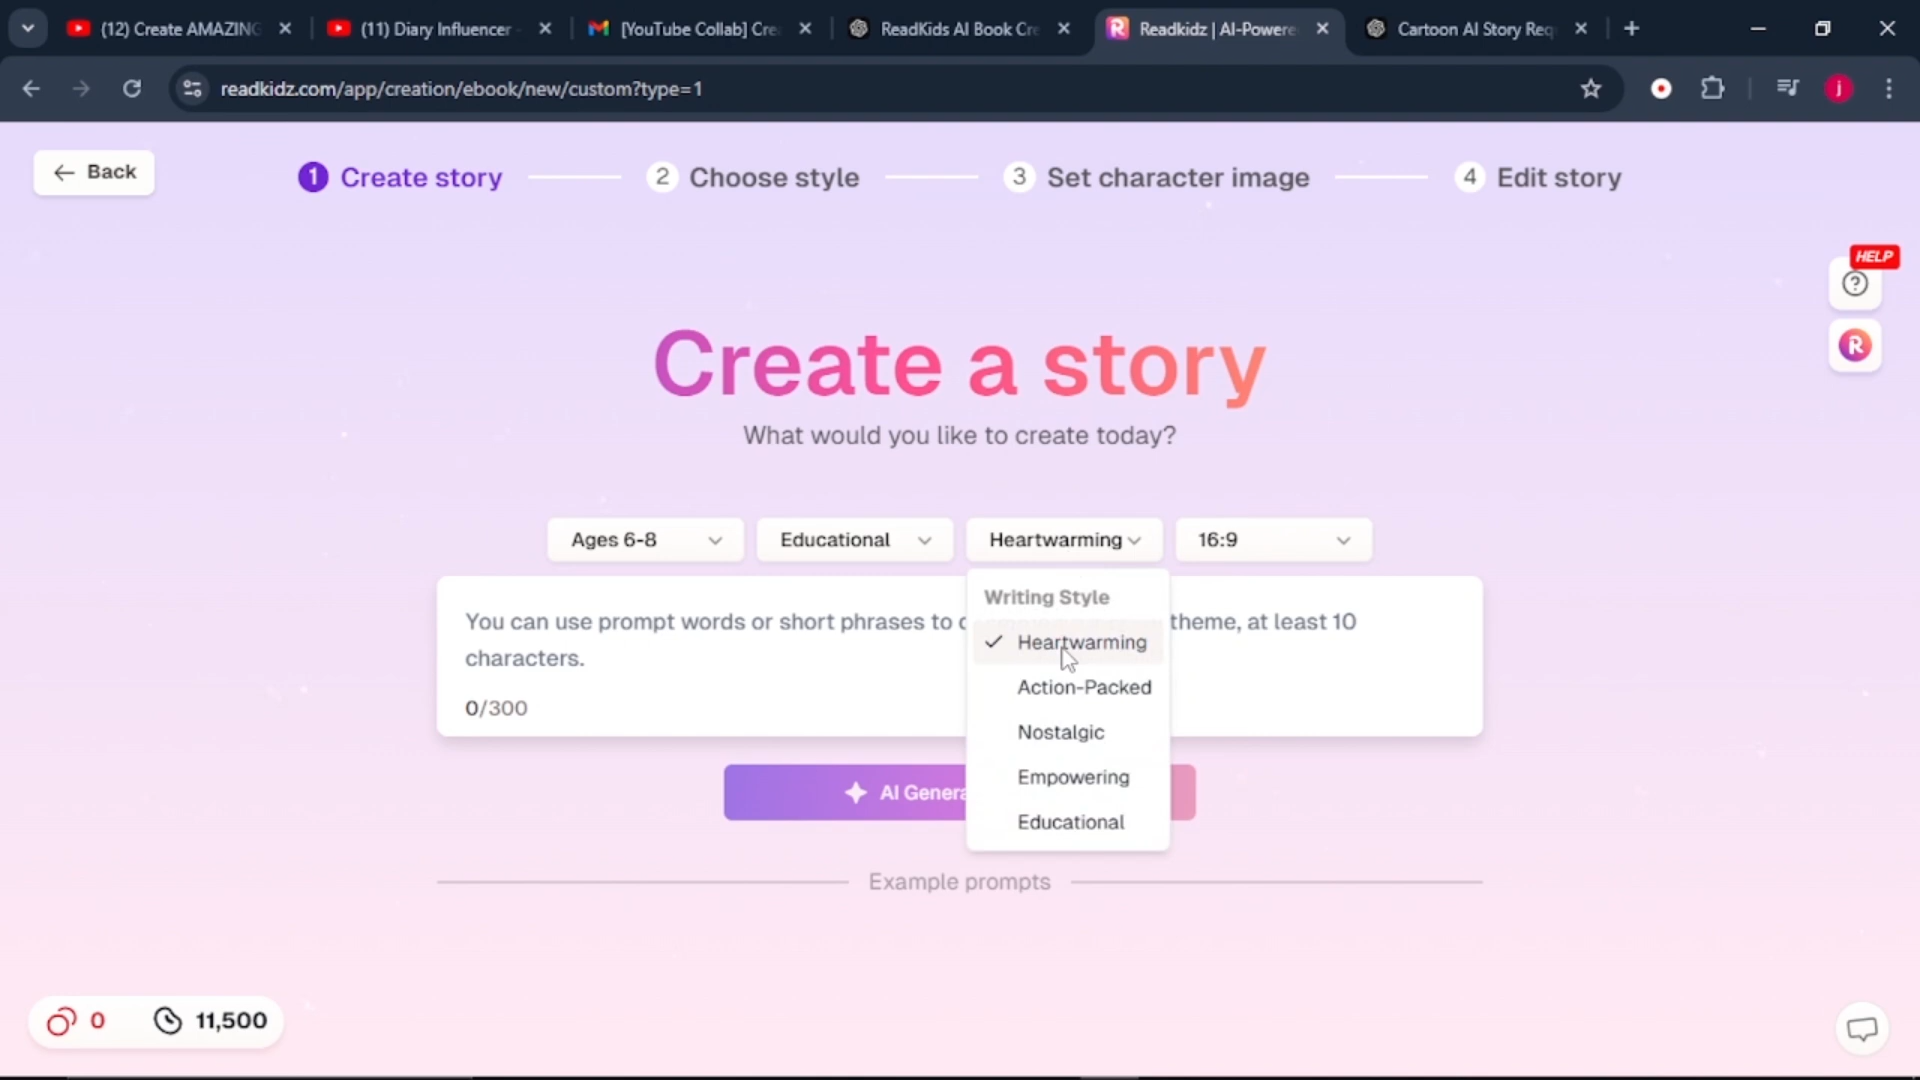 (12) Create AMAZING
(11) Diary Influencer -
[YouTube Collab] Cre
ReadKids AI Book Cre
Readkidz | AI-Powere
Cartoon AI Story Req
readkidz.com/app/creation/ebook/new/custom?type=1
j
Back
1 Create story
2 Choose style
3 Set character image
4 Edit story
HELP
R
Create a story
What would you like to create today?
Ages 6-8
Educational
Heartwarming
16:9
You can use prompt words or short phrases to theme, at least 10
characters.
0/300
Writing Style
Heartwarming
Action-Packed
Nostalgic
Empowering
Educational
AI Genera
Example prompts
0
11,500